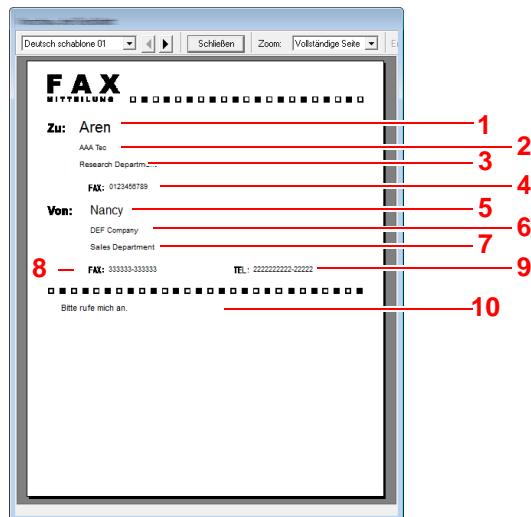 Deutsch schablone 01 Schließen Zoom: Vollständige Seite
FAX
MITTEILUNG
Zu: Aren 1
AAA Tec 2
Research Department 3
FAX: 0123456789 4
Von: Nancy 5
DEF Company 6
Sales Department 7
8 FAX: 333333-333333 TEL: 2222222222-22222 9
Bitte rufe mich an. 10